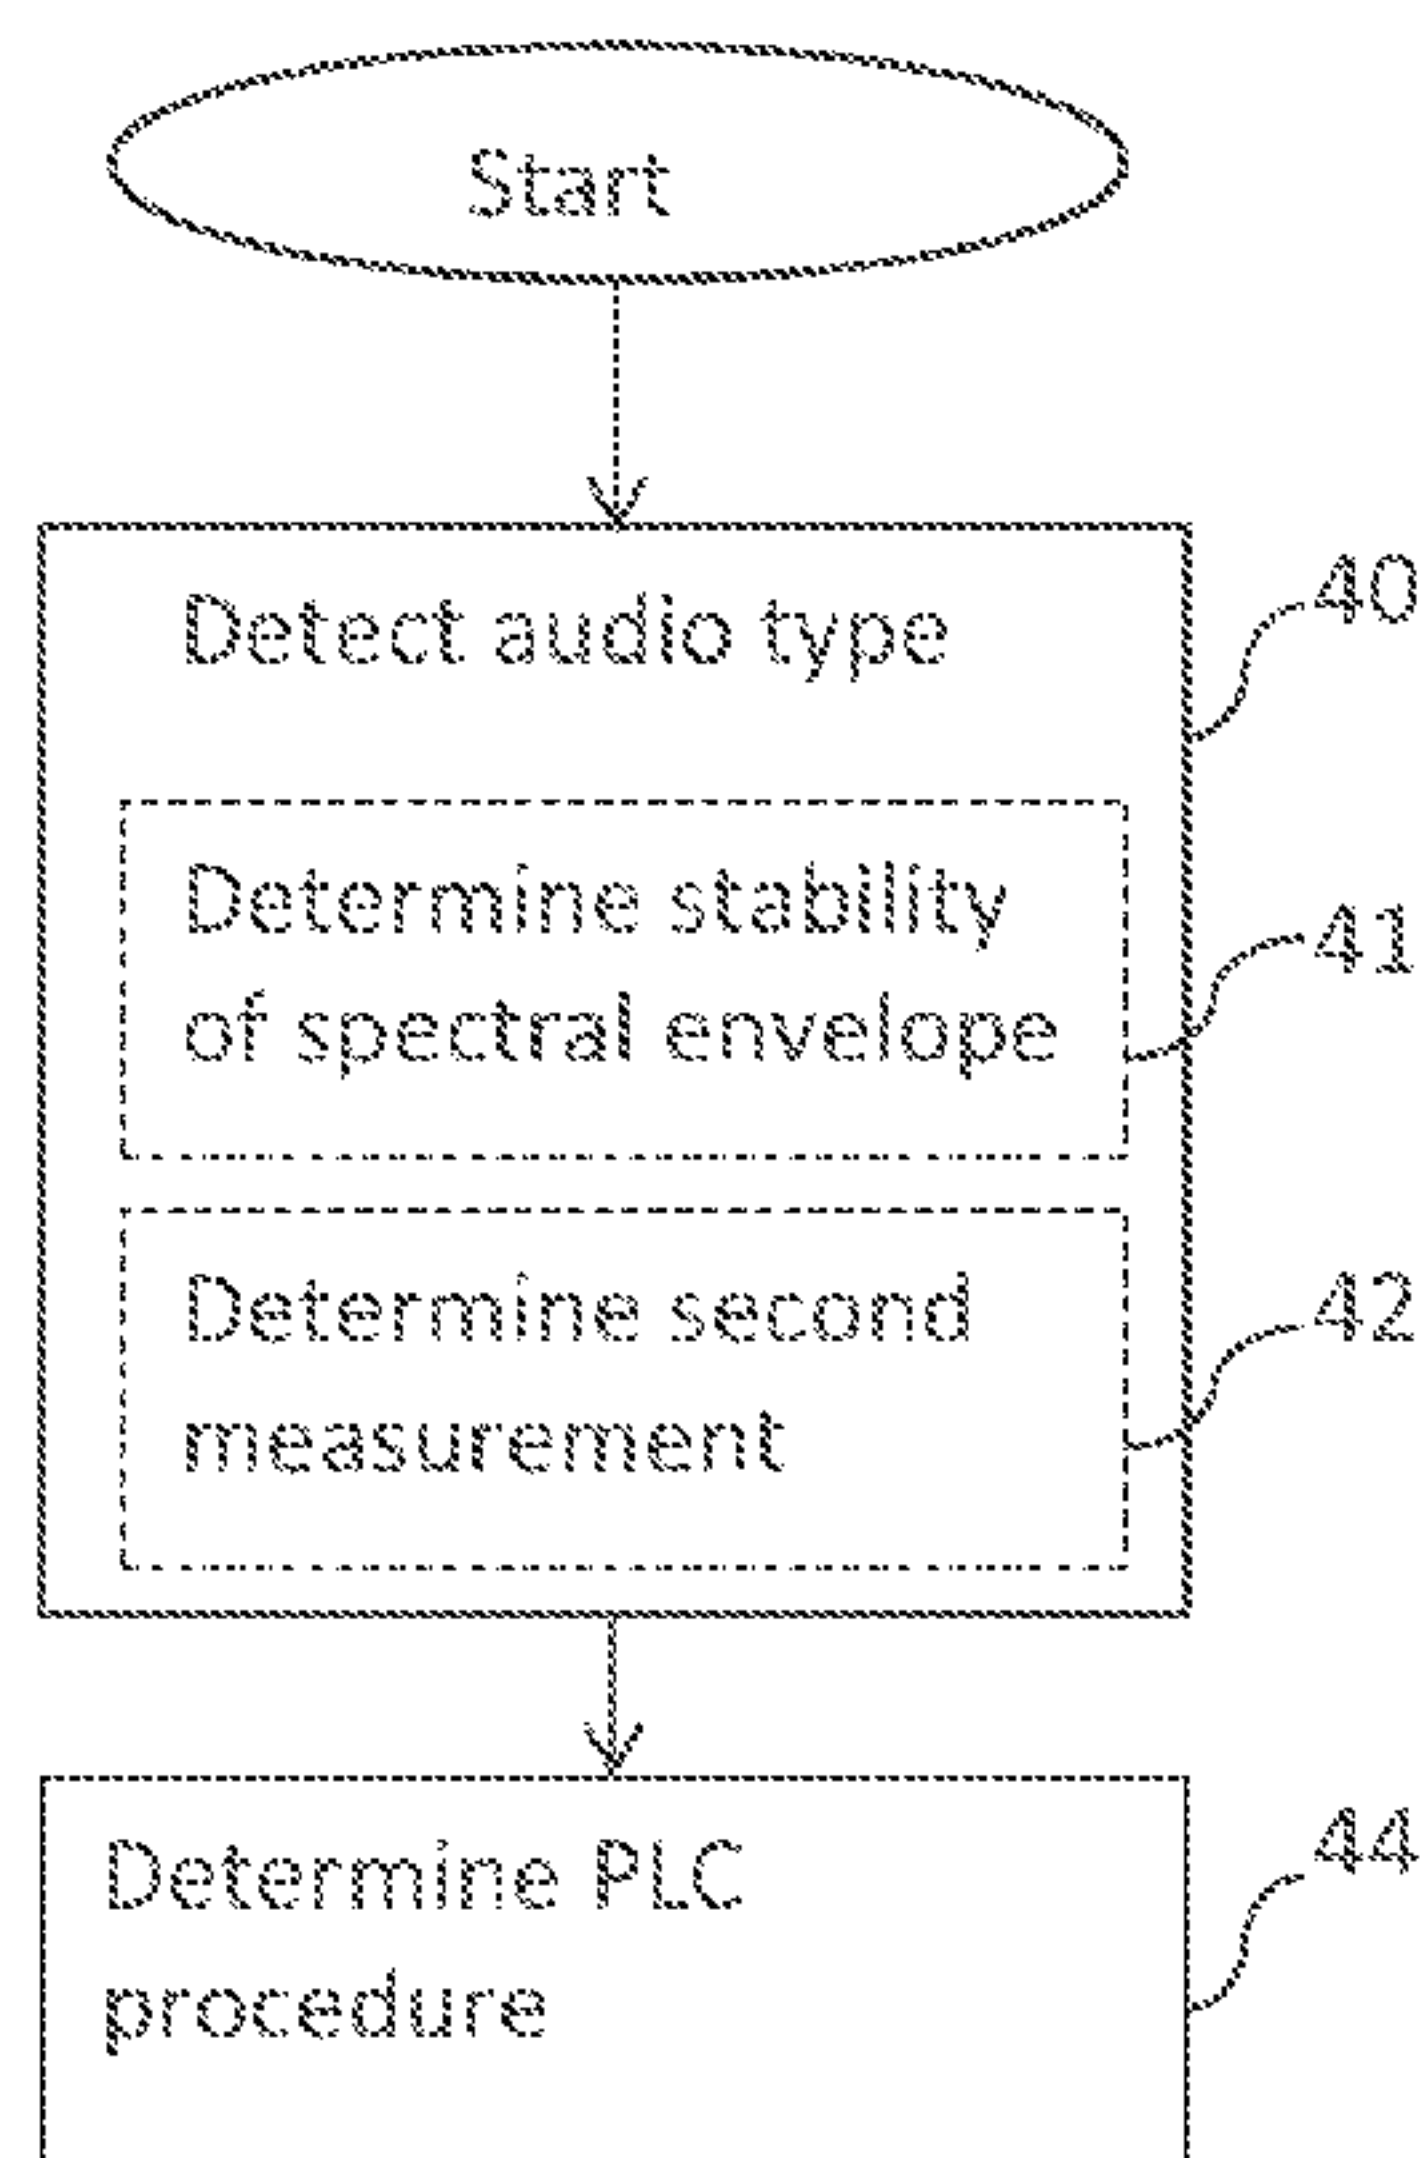 Start
Detect audio type
40
Determine stability
of spectral envelope
41
Determine second
measurement
42
Determine PLC
procedure
44